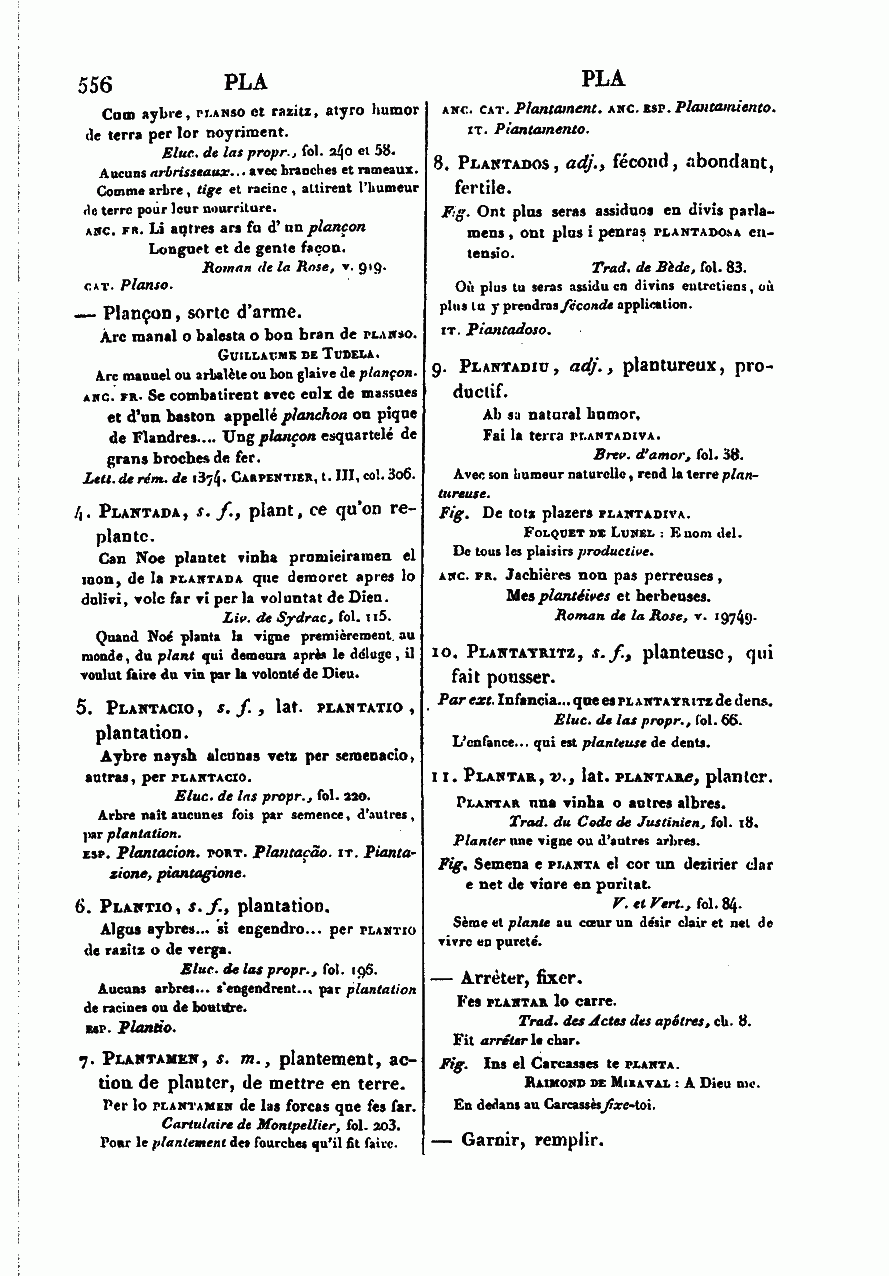 556 PLA PLA
Cum aybre, PLANSO et razitz, atyro humor
de terra per lor noyriment.
Eluc. de las propr., fol. 240 et 58.
Aucuns arbrisseaux... avec branches et rameaux.
Comme arbre, tige et racine, attirent l'humeur
de terre pour leur nourriture.
ANC. FR. Li autres ars fu d'un plançon
Longuet et de gente façon.
Roman de la Rose, v. 919.
CAT. Planso.
— Plançon, sorte d'arme.
Arc manal o balesta o bon bran de PLANSO.
GUILLAUME DE TUDELA.
Arc manuel ou arbalète ou bon glaive de plançon.
ANC. FR. Se combatirent avec eulx de massues
et d'un baston appellé planchon ou pique
de Flandres.... Ung plançon esquartelé de
grans broches de fer.
Lett. de rém. de 1374. CARPENTIER, t. III, col. 306.
4. PLANTADA, s. f., plant, ce qu'on re-
plante.
Can Noe plantet vinha promieiramen el
mon, de la PLANTADA que demoret apres lo
dulivi, volc far vi per la voluntat de Dieu.
Liv. de Sydrac, fol. 115.
Quand Noé planta la vigne premièrement au
monde, du plant qui demeura après le déluge, il
voulut faire du vin par la volonté de Dieu.
5. PLANTACIO, s. f., lat. PLANTATIO,
plantation.
Aybre naysh alcunas vetz per semenacio,
autras, per PLANTACIO.
Eluc. de las propr., fol. 220.
Arbre naît aucunes fois par semence, d'autres,
par plantation.
ESP. Plantacion. PORT. Plantação. IT. Pianta-
zione, piantagione.
6. PLANTIO, s. f., plantation.
Algus aybres... si engendro... per PLANTIO
de razitz o de verga.
Eluc. de las propr., fol. 196.
Aucuns arbres... s'engendrent... par plantation
de racines ou de bouture.
ESP. Plantio.
7. PLANTAMEN, s. m., plantement, ac-
tion de planter, de mettre en terre.
Per lo PLANTAMEN de las forcas que fes far.
Cartulaire de Montpellier, fol. 203.
Pour le plantement des fourches qu'il fit faire.
ANC. CAT. Plantament. ANC. ESP. Plantamiento.
IT. Piantamento.
8. PLANTADOS, adj., fécond, abondant,
fertile.
Fig. Ont plus seras assiduos en divis parla-
mens, ont plus i penras PLANTADOSA en-
tensio.
Trad. de Bède, fol. 83.
Où plus tu seras assidu en divins entretiens, où
plus tu y prendras féconde application.
IT. Piantadoso.
9. PLANTADIU, adj., plantureux, pro-
ductif.
Ab sa natural humor,
Fai la terra PLANTADIVA.
Brev. d'amor, fol. 38.
Avec son humeur naturelle, rend la terre plan-
tureuse.
Fig. De totz plazers PLANTADIVA.
FOLQUET DE LUNEL : E nom del.
De tous les plaisirs productive.
ANC. FR. Jachières non pas perreuses,
Mes plantéives et herbeuses.
Roman de la Rose, v. 19749.
10. PLANTAYRITZ, s. f., planteuse, qui
fait pousser.
Par ext. Infancia... que es PLANTAYRITZ de dens.
Eluc. de las propr., fol. 66.
L'enfance... qui est planteuse de dents.
11. PLANTAR, v., lat. PLANTARe, planter.
PLANTAR una vinha o autres albres.
Trad. du Code de Justinien, fol. 18.
Planter une vigne ou d'autres arbres.
Fig. Semena e PLANTA el cor un dezirier clar
e net de viure en puritat.
V. et Vert., fol. 84.
Sème et plante au cœur un désir clair et net de
vivre en pureté.
— Arrêter, fixer.
Fes PLANTAR lo carre.
Trad. des Actes des apôtres, ch. 8.
Fit arrêter le char.
Fig. Ins el Carcasses te PLANTA.
RAIMOND DE MIRAVAL : A Dieu me.
En dedans au Carcassès fixe-toi.
— Garnir, remplir.